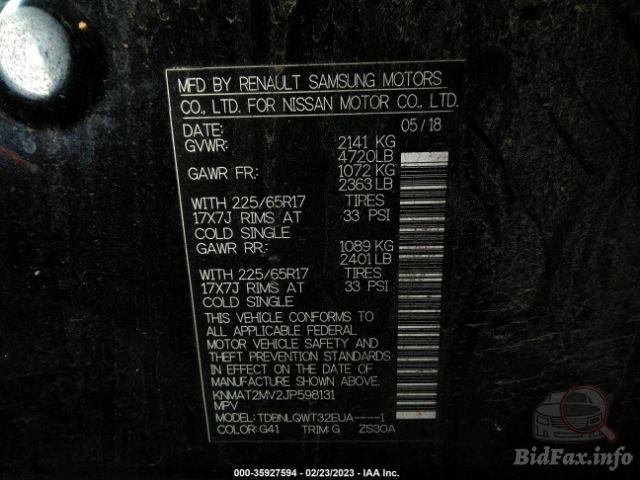 MFD BY RENAULT SAMSUNG MOTORS
CO., LTD. FOR NISSAN MOTOR CO., LTD.
DATE: 05/18
GVWR: 2141 KG
4720LB
GAWR FR: 1072 KG
2363LB
WITH 225/65R17 TIRES
17X7J RIMS AT 33 PSI
COLD SINGLE
GAWR RR: 1089 KG
2401LB
WITH 225/65R17 TIRES
17X7J RIMS AT 33 PSI
COLD SINGLE
THIS VEHICLE CONFORMS TO
ALL APPLICABLE FEDERAL
MOTOR VEHICLE SAFETY AND
THEFT PREVENTION STANDARDS
IN EFFECT ON THE DATE OF
MANUFACTURE SHOWN ABOVE.
KNMAT2MV2JP598131
MPV
MODEL: TDBNLQWT32EUA----1
COLOR: G41 TRIM: G ZS30A
000-35927594 - 02/23/2023 - IAA Inc.
BidFax.info